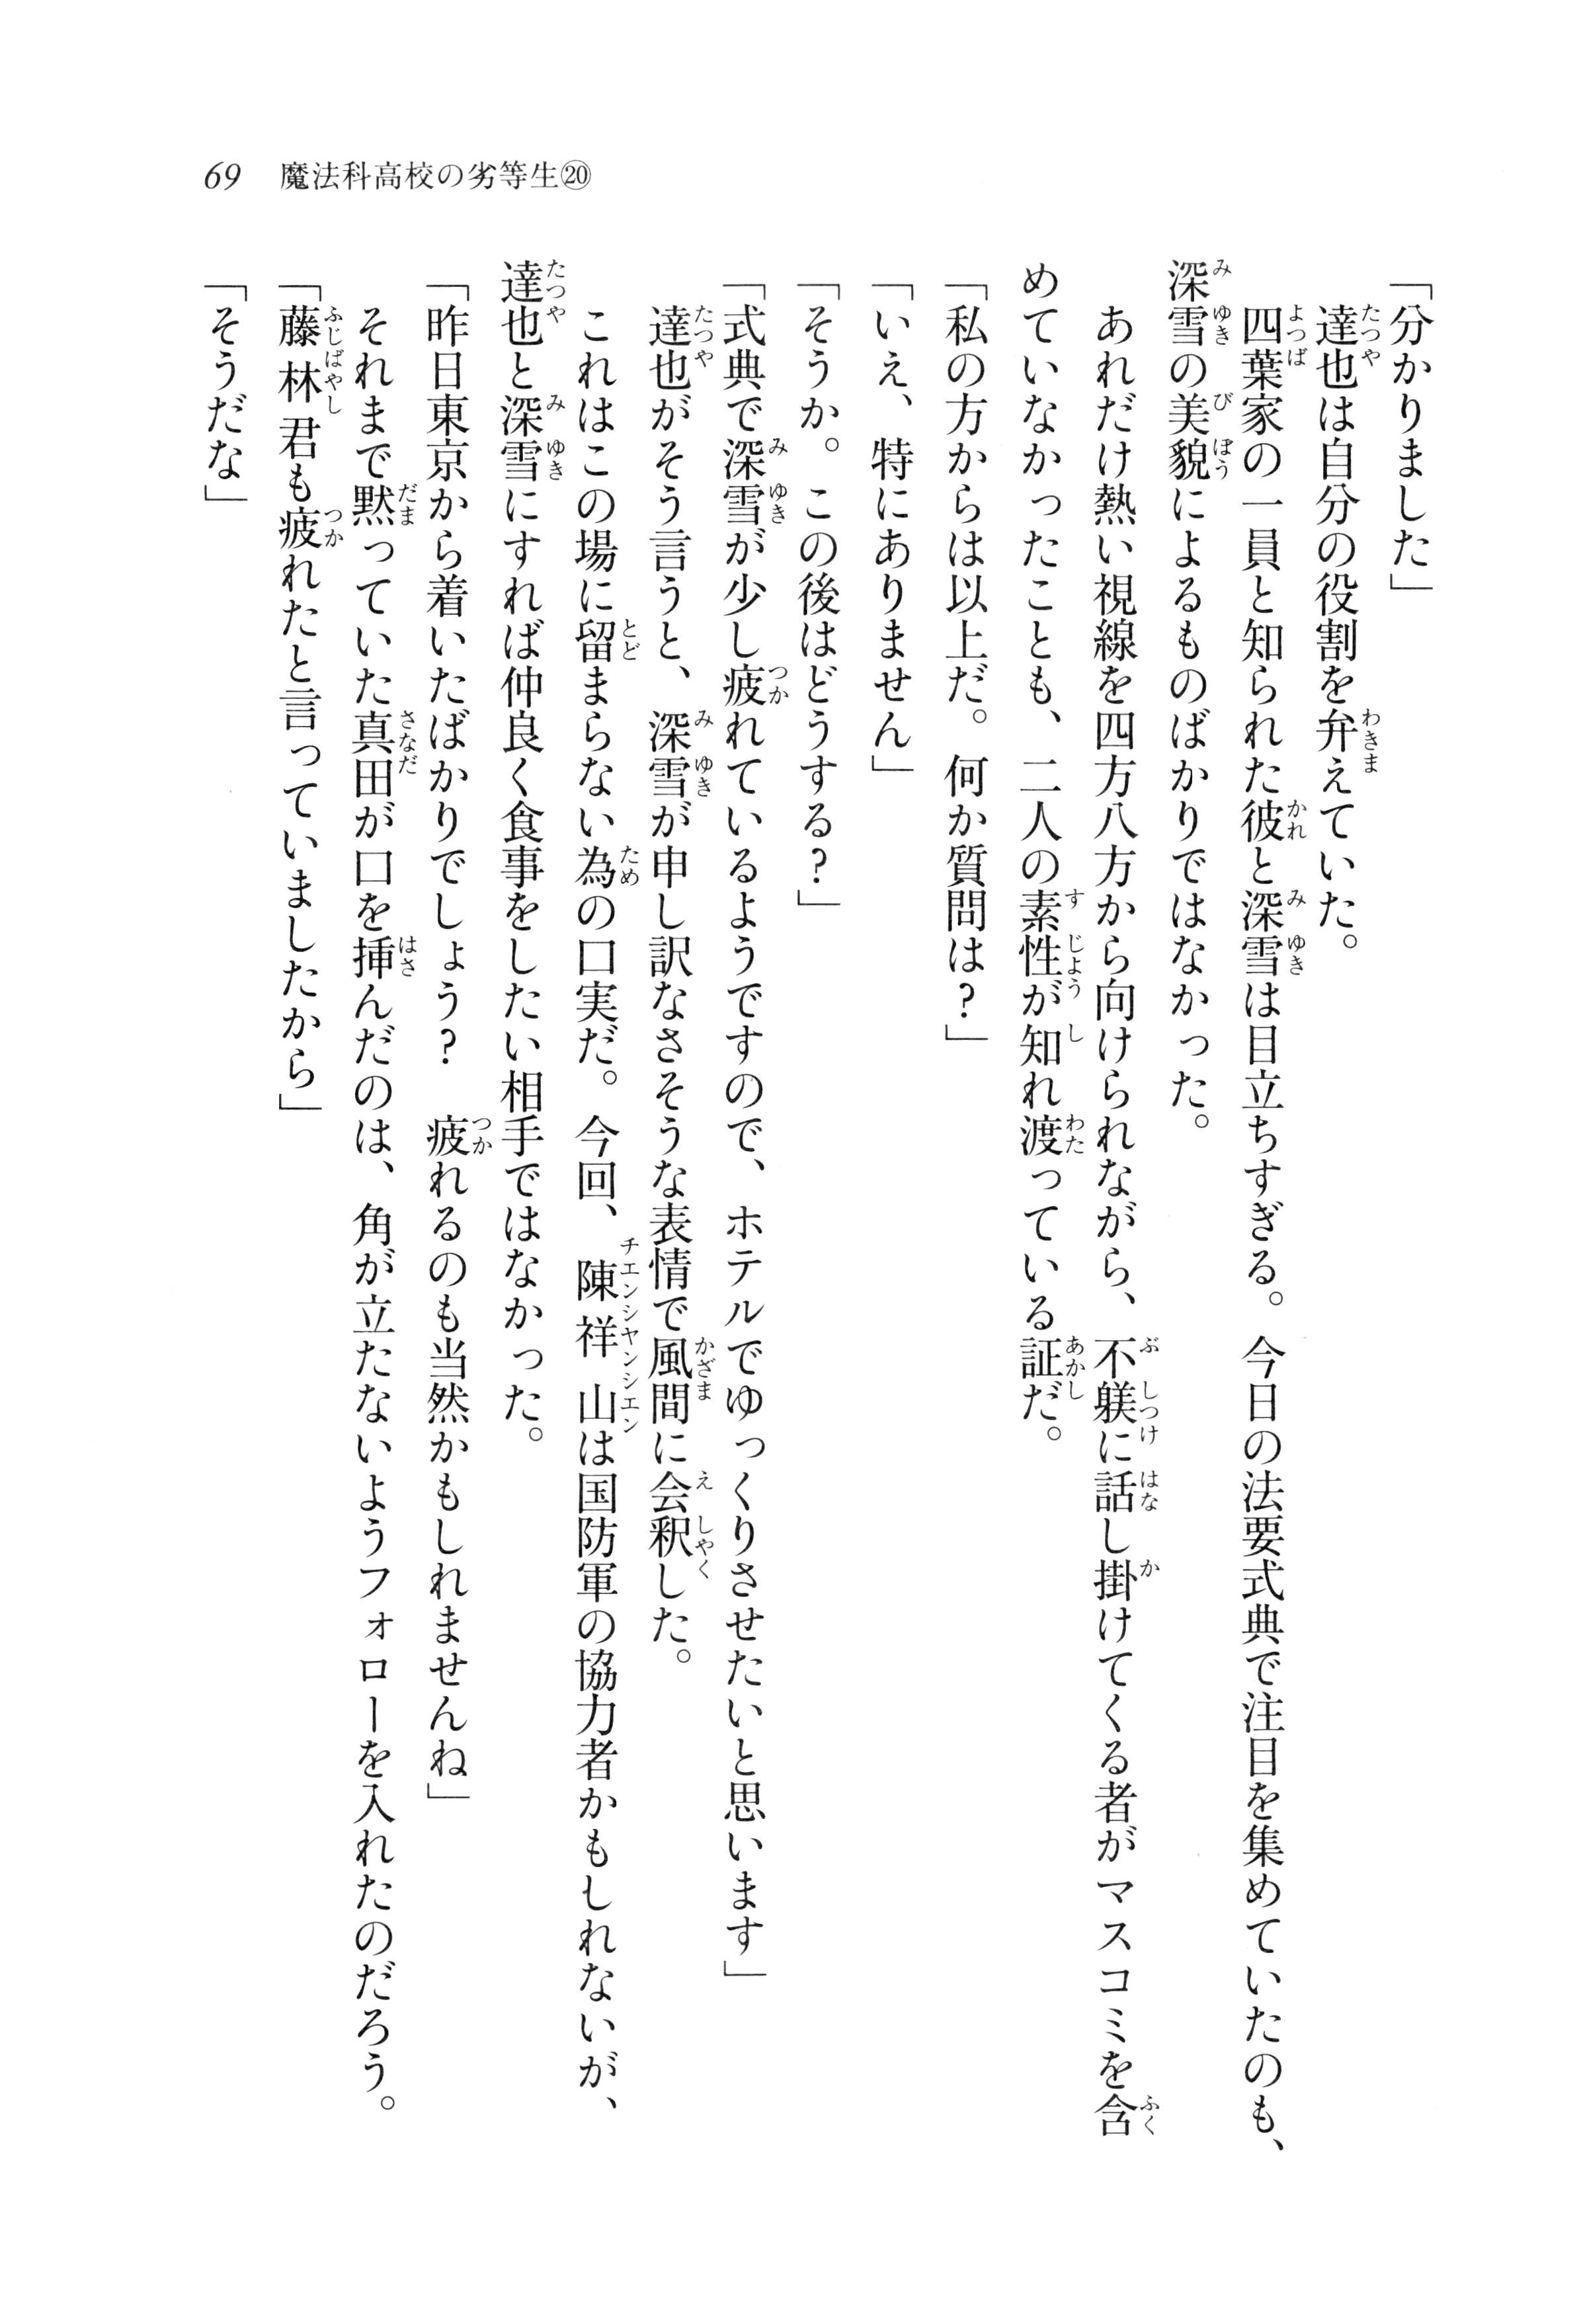 69　魔法科高校の劣等生⑳
「分かりました」
　達也は自分の役割を弁えていた。
　四葉家の一員と知られた彼と深雪は目立ちすぎる。今日の法要式典で注目を集めていたのも、
深雪の美貌によるものばかりではなかった。
　あれだけ熱い視線を四方八方から向けられながら、不躾に話し掛けてくる者がマスコミを含
めていなかったことも、二人の素性が知れ渡っている証だ。
「私の方からは以上だ。何か質問は？」
「いえ、特にありません」
「そうか。この後はどうする？」
「式典で深雪が少し疲れているようですので、ホテルでゆっくりさせたいと思います」
　達也がそう言うと、深雪が申し訳なさそうな表情で風間に会釈した。
　これはこの場に留まらない為の口実だ。今回、陳祥山は国防軍の協力者かもしれないが、
達也と深雪にすれば仲良く食事をしたい相手ではなかった。
「昨日東京から着いたばかりでしょう？　疲れるのも当然かもしれませんね」
　それまで黙っていた真田が口を挿んだのは、角が立たないようフォローを入れたのだろう。
「藤林君も疲れたと言っていましたから」
「そうだな」